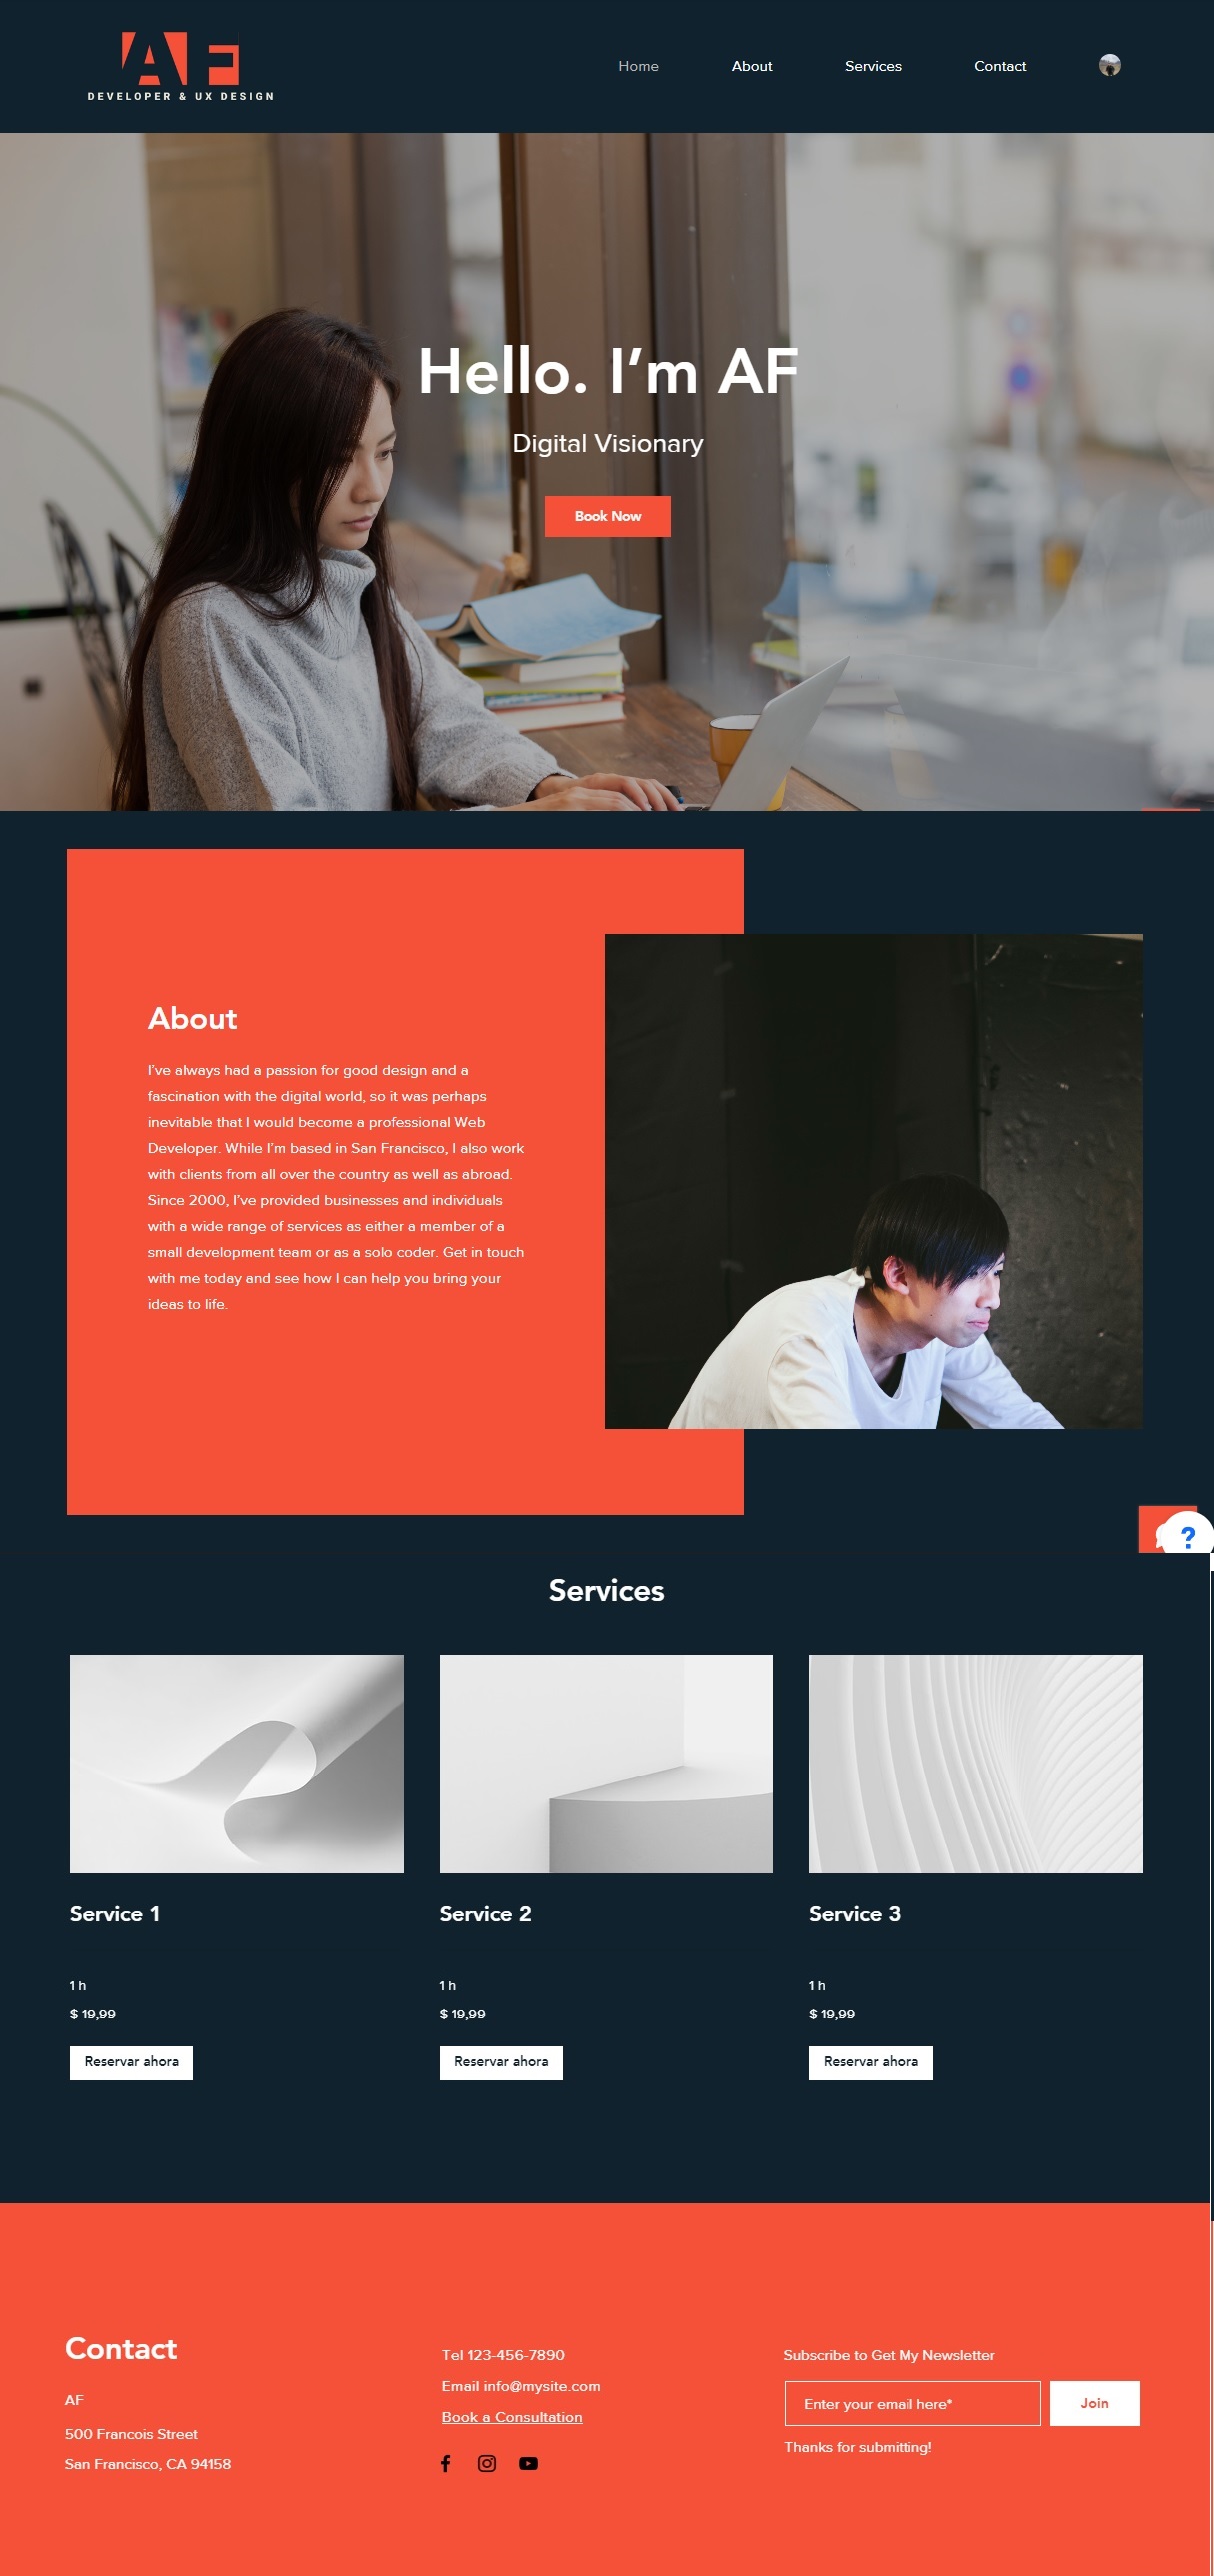 AF
DEVELOPER & UX DESIGN
Home
About
Services
Contact
Hello. I'm AF
Digital Visionary
Book Now
About
I've always had a passion for good design and a
fascination with the digital world, so it was perhaps
inevitable that I would become a professional Web
Developer. While I'm based in San Francisco, I also work
with clients from all over the country as well as abroad.
Since 2000, I've provided businesses and individuals
with a wide range of services as either a member of a
small development team or as a solo coder. Get in touch
with me today and see how I can help you bring your
ideas to life.
?
Services
Service 1
1 h
$ 19,99
Reservar ahora
Service 2
1 h
$ 19,99
Reservar ahora
Service 3
1 h
$ 19,99
Reservar ahora
Contact
AF
500 Francois Street
San Francisco, CA 94158
Tel 123-456-7890
Email info@mysite.com
Book a Consultation
Subscribe to Get My Newsletter
Enter your email here*
Join
Thanks for submitting!